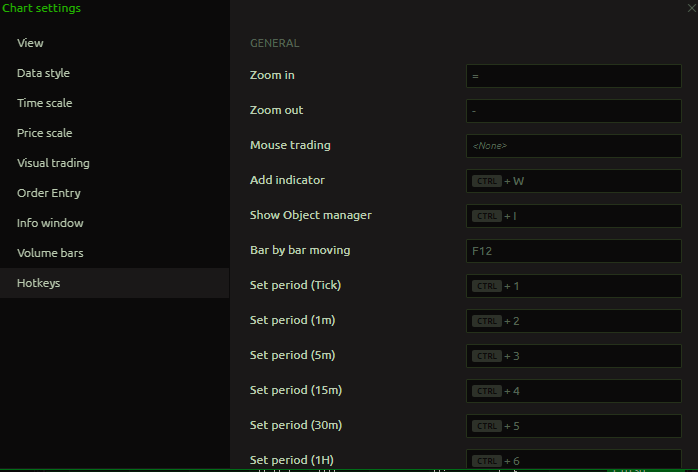 Chart settings
View
Data style
Time scale
Price scale
Visual trading
Order Entry
Info window
Volume bars
Hotkeys
GENERAL
Zoom in =
Zoom out -
Mouse trading <None>
Add indicator CTRL + W
Show Object manager CTRL + I
Bar by bar moving F12
Set period (Tick) CTRL + 1
Set period (1m) CTRL + 2
Set period (5m) CTRL + 3
Set period (15m) CTRL + 4
Set period (30m) CTRL + 5
Set period (1H) CTRL + 6